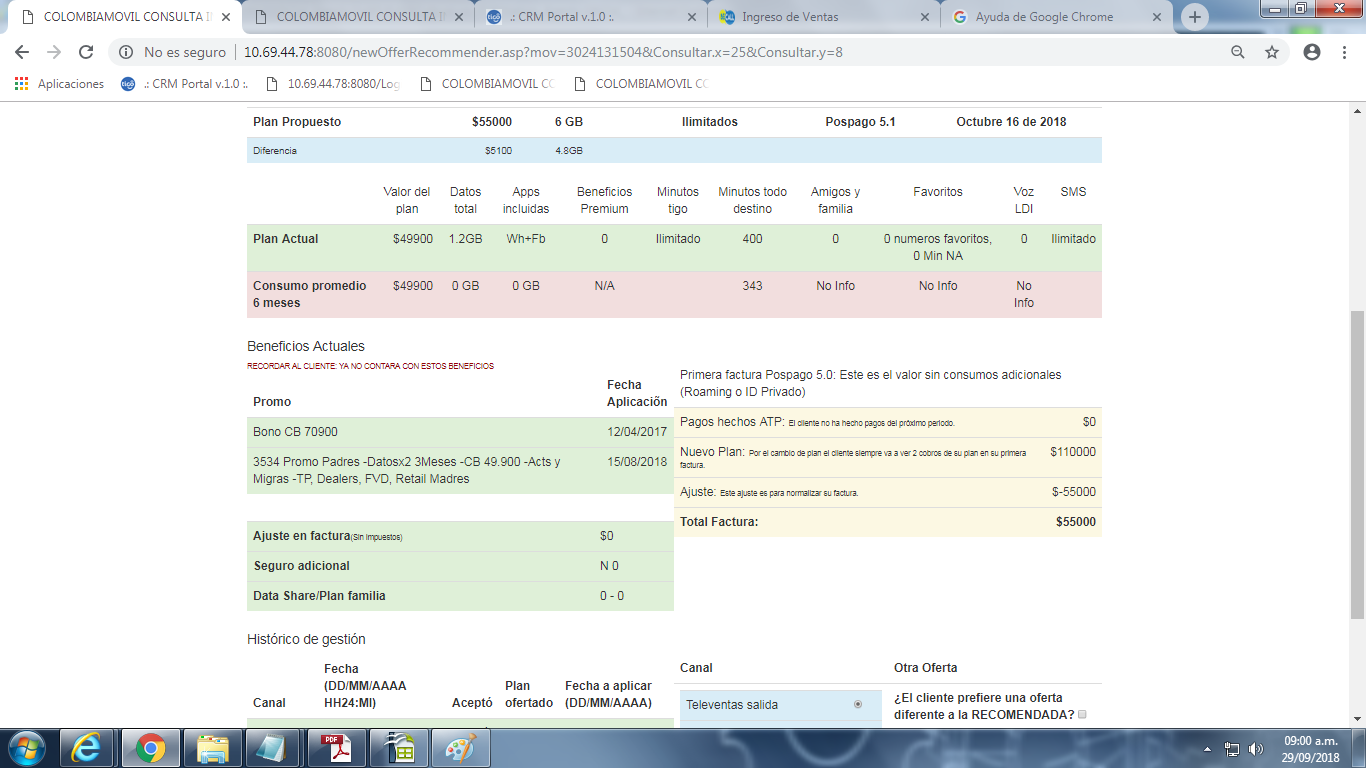 COLOMBIAMOVIL CONSULTA I
COLOMBIAMOVIL CONSULTA I
.: CRM Portal v.1.0 :.
Ingreso de Ventas
Ayuda de Google Chrome
No es seguro
10.69.44.78:8080/newOfferRecommender.asp?mov=3024131504&Consultar.x=25&Consultar.y=8
Aplicaciones
.: CRM Portal v.1.0 :.
10.69.44.78:8080/Log
COLOMBIAMOVIL CO
COLOMBIAMOVIL CO
Plan Propuesto $55000 6 GB Ilimitados Pospago 5.1 Octubre 16 de 2018
Diferencia $5100 4.8GB
Valor del plan Datos total Apps incluidas Beneficios Premium Minutos tigo Minutos todo destino Amigos y familia Favoritos Voz LDI SMS
Plan Actual $49900 1.2GB Wh+Fb 0 Ilimitado 400 0 0 numeros favoritos, 0 Min NA 0 Ilimitado
Consumo promedio 6 meses $49900 0 GB 0 GB N/A 343 No Info No Info No Info
Beneficios Actuales
RECORDAR AL CLIENTE: YA NO CONTARA CON ESTOS BENEFICIOS
Promo Fecha Aplicación
Bono CB 70900 12/04/2017
3534 Promo Padres -Datosx2 3Meses -CB 49.900 -Acts y 15/08/2018
Migras -TP, Dealers, FVD, Retail Madres
Ajuste en factura(Sin impuestos) $0
Seguro adicional N 0
Data Share/Plan familia 0 - 0
Primera factura Pospago 5.0: Este es el valor sin consumos adicionales
(Roaming o ID Privado)
Pagos hechos ATP: El cliente no ha hecho pagos del próximo periodo. $0
Nuevo Plan: Por el cambio de plan el cliente siempre va a ver 2 cobros de su plan en su primera $110000
factura.
Ajuste: Este ajuste es para normalizar su factura. $-55000
Total Factura: $55000
Histórico de gestión
Canal Fecha (DD/MM/AAAA HH24:MI) Aceptó Plan ofertado Fecha a aplicar (DD/MM/AAAA)
Canal
Televentas salida
Otra Oferta
¿El cliente prefiere una oferta
diferente a la RECOMENDADA?
PDF
09:00 a.m.
29/09/2018